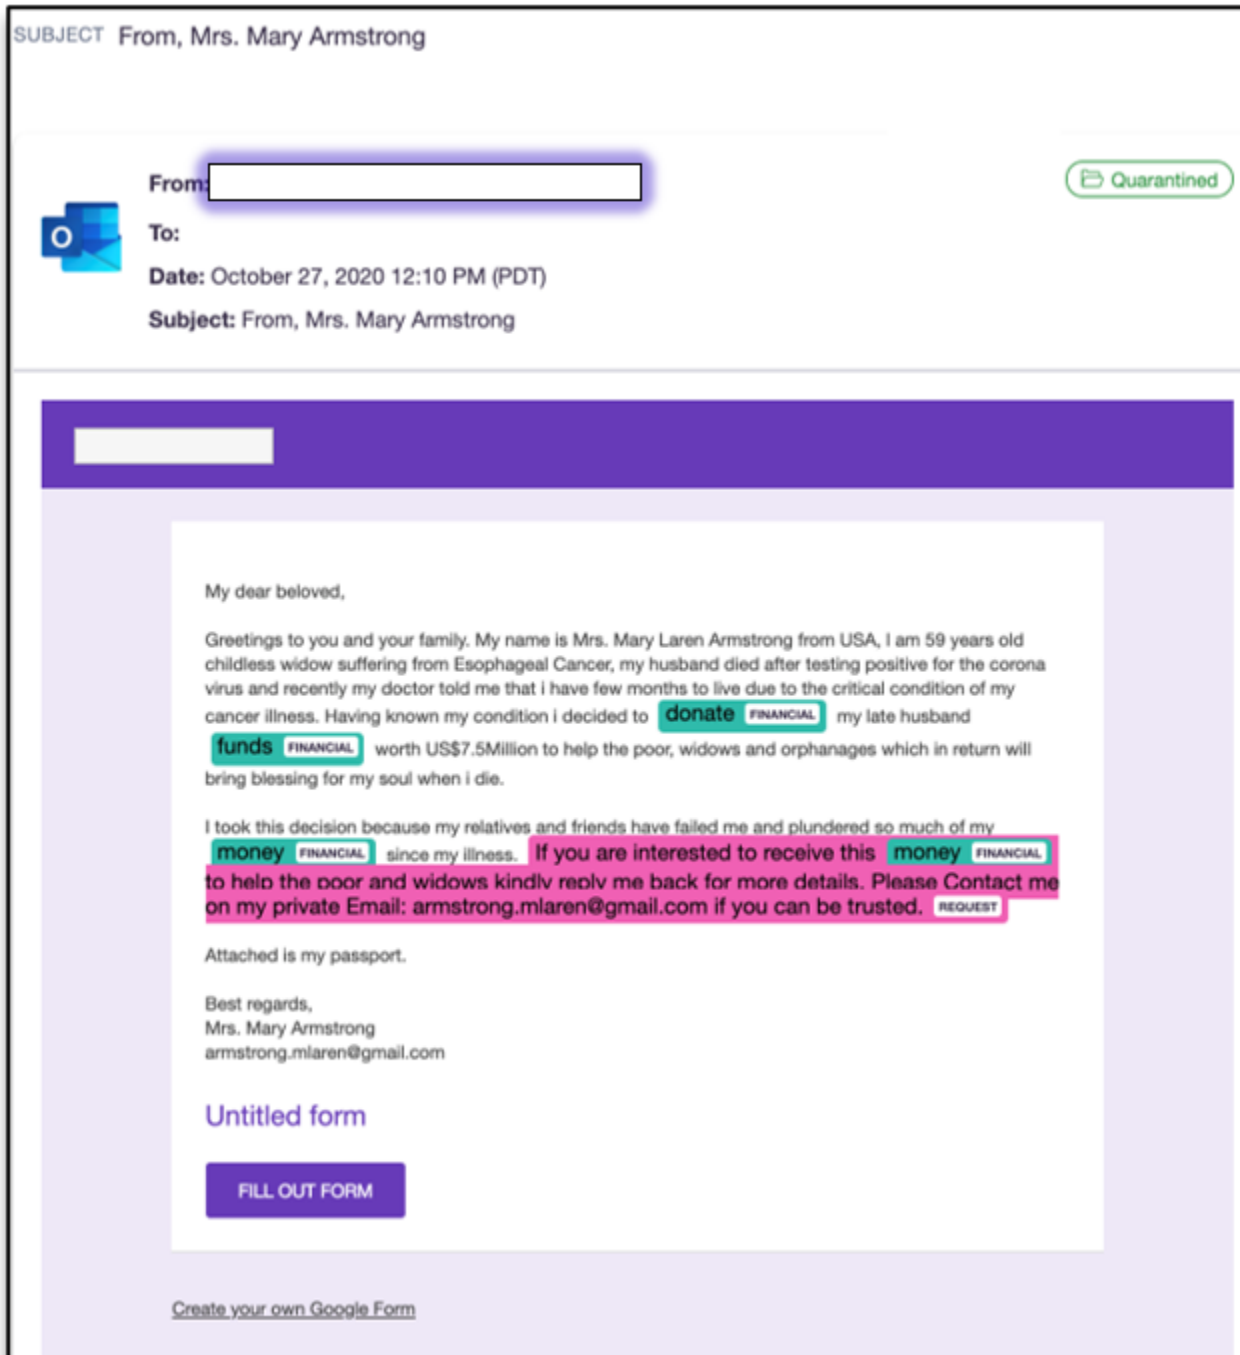 SUBJECT From, Mrs. Mary Armstrong
Quarantined
From:
To:
Date: October 27, 2020 12:10 PM (PDT)
Subject: From, Mrs. Mary Armstrong
O
My dear beloved,
Greetings to you and your family. My name is Mrs. Mary Laren Armstrong from USA, I am 59 years old
childless widow suffering from Esophageal Cancer, my husband died after testing positive for the corona
virus and recently my doctor told me that i have few months to live due to the critical condition of my
cancer illness. Having known my condition i decided to donate FINANCIAL my late husband
funds FINANCIAL worth US$7.5Million to help the poor, widows and orphanages which in return will
bring blessing for my soul when i die.
I took this decision because my relatives and friends have failed me and plundered so much of my
money FINANCIAL since my illness. If you are interested to receive this money FINANCIAL
to help the poor and widows kindly reply me back for more details. Please Contact me
on my private Email: armstrong.mlaren@gmail.com if you can be trusted. REQUEST
Attached is my passport.
Best regards,
Mrs. Mary Armstrong
armstrong.mlaren@gmail.com
Untitled form
FILL OUT FORM
Create your own Google Form